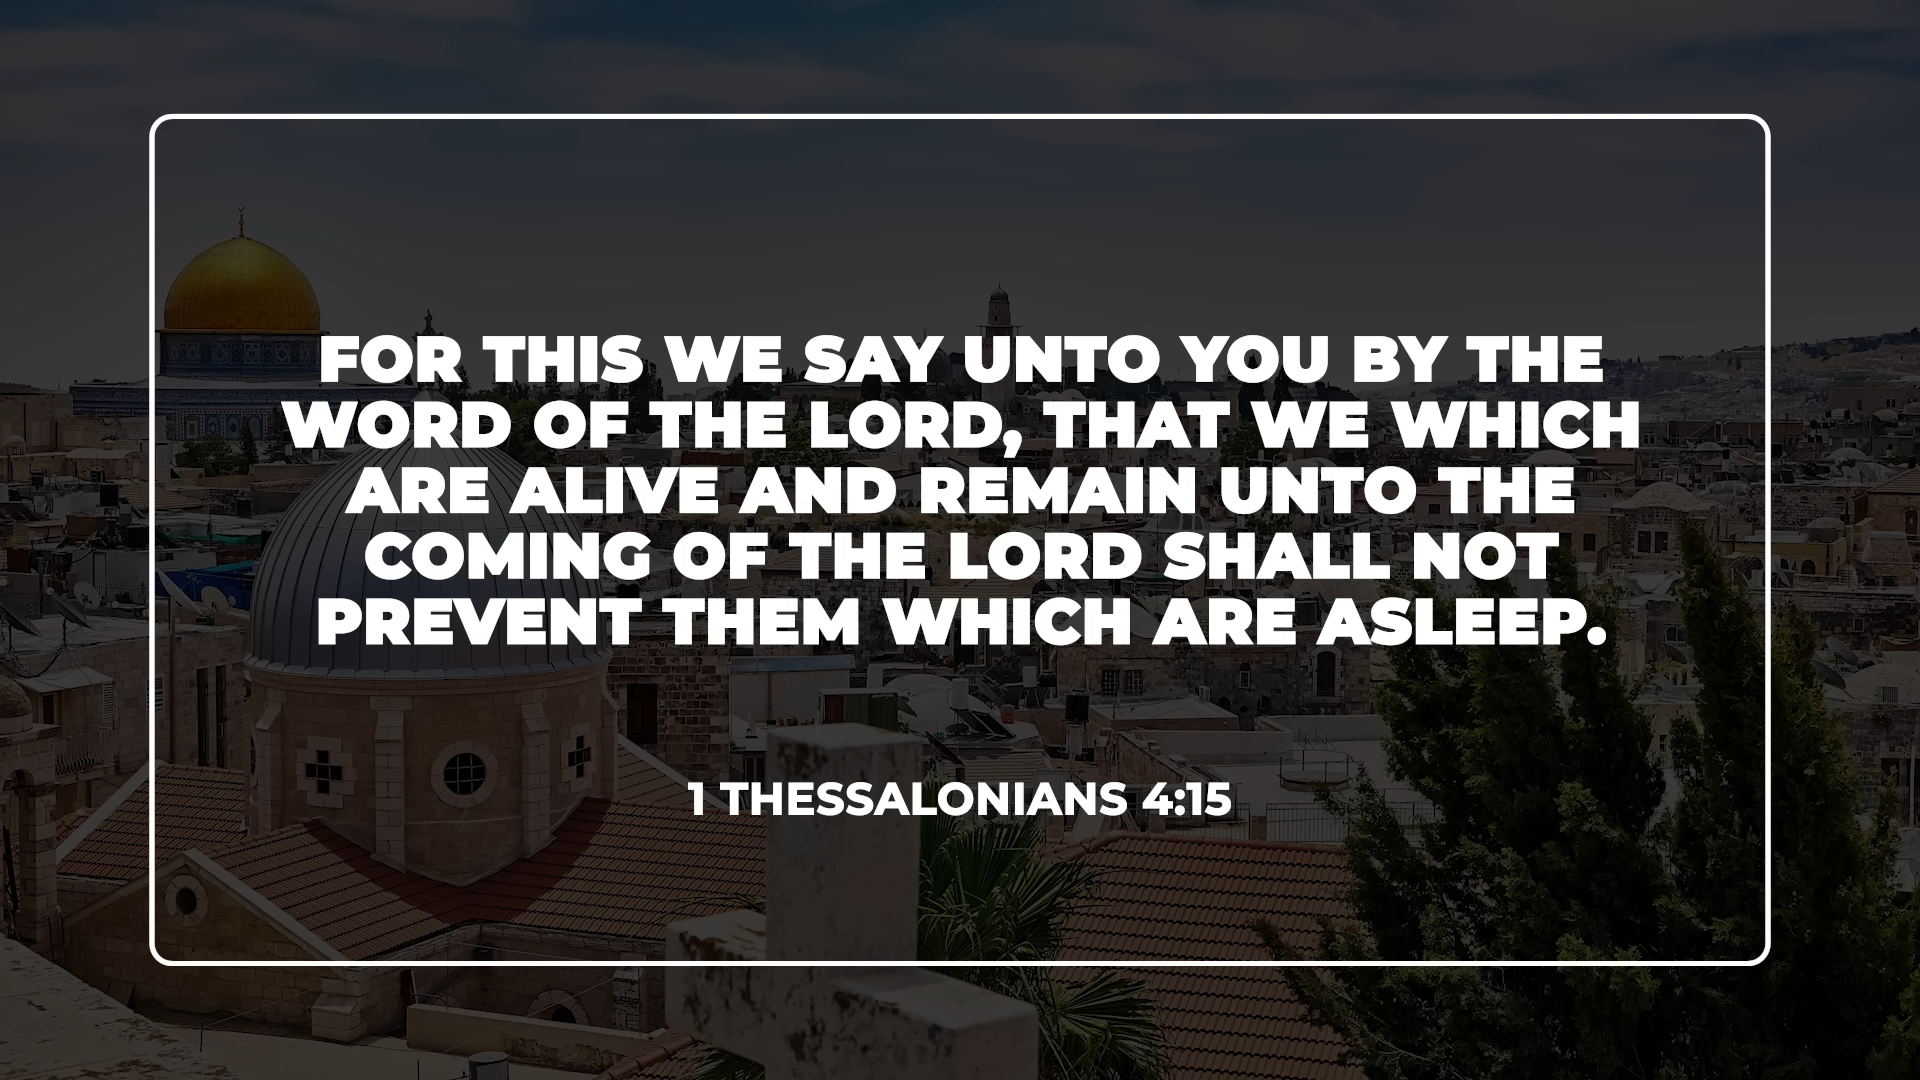 FOR THIS WE SAY UNTO YOU BY THE
WORD OF THE LORD, THAT WE WHICH
ARE ALIVE AND REMAIN UNTO THE
COMING OF THE LORD SHALL NOT
PREVENT THEM WHICH ARE ASLEEP.
1 THESSALONIANS 4:15